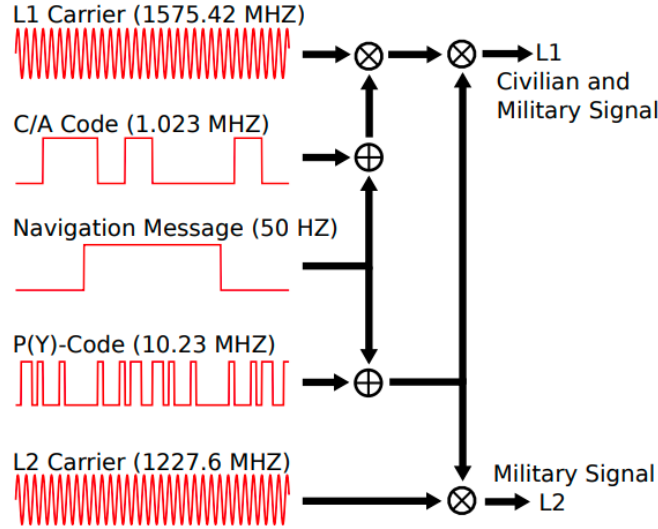 L1 Carrier (1575.42 MHZ)
L1
Civilian and
Military Signal
C/A Code (1.023 MHZ)
Navigation Message (50 HZ)
P(Y)-Code (10.23 MHZ)
L2 Carrier (1227.6 MHZ)
Military Signal
L2